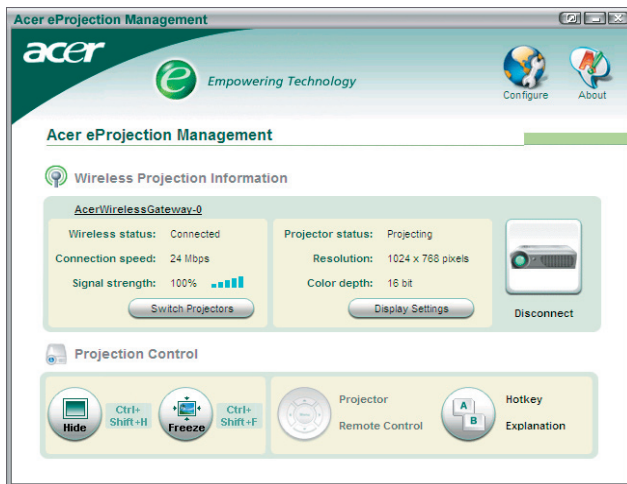 Acer eProjection Management
acer
e Empowering Technology
Configure About
Acer eProjection Management
Wireless Projection Information
AcerWirelessGateway-0
Wireless status: Connected Projector status: Projecting
Connection speed: 24 Mbps Resolution: 1024 x 768 pixels
Signal strength: 100% Color depth: 16 bit
Switch Projectors Display Settings Disconnect
Projection Control
Hide Ctrl+ Shift+H Freeze Ctrl+ Shift+F Projector Remote Control A B Hotkey Explanation